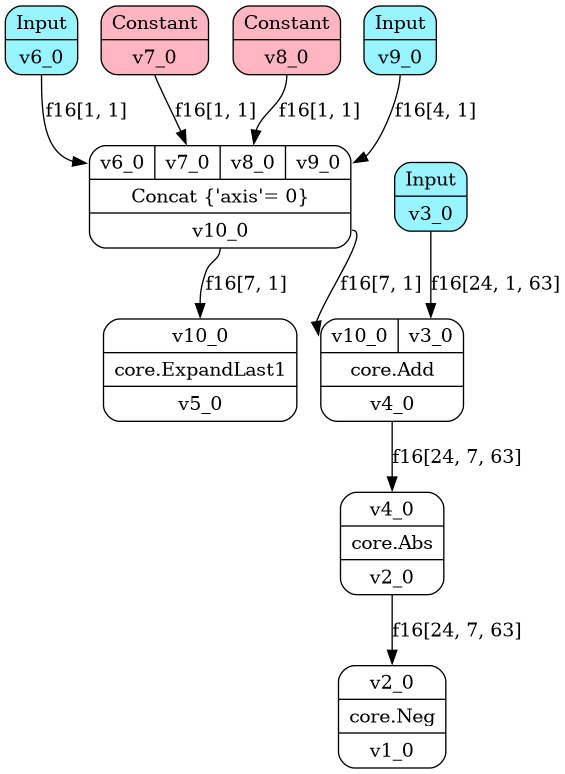 Input
v6_0
Constant
v7_0
Constant
v8_0
Input
v9_0
f16[1, 1]
f16[1, 1]
f16[1, 1]
f16[4, 1]
v6_0 v7_0 v8_0 v9_0
Concat {'axis'= 0}
v10_0
Input
v3_0
f16[7, 1]
f16[7, 1]
f16[24, 1, 63]
v10_0
core.ExpandLast1
v5_0
v10_0 v3_0
core.Add
v4_0
f16[24, 7, 63]
v4_0
core.Abs
v2_0
f16[24, 7, 63]
v2_0
core.Neg
v1_0